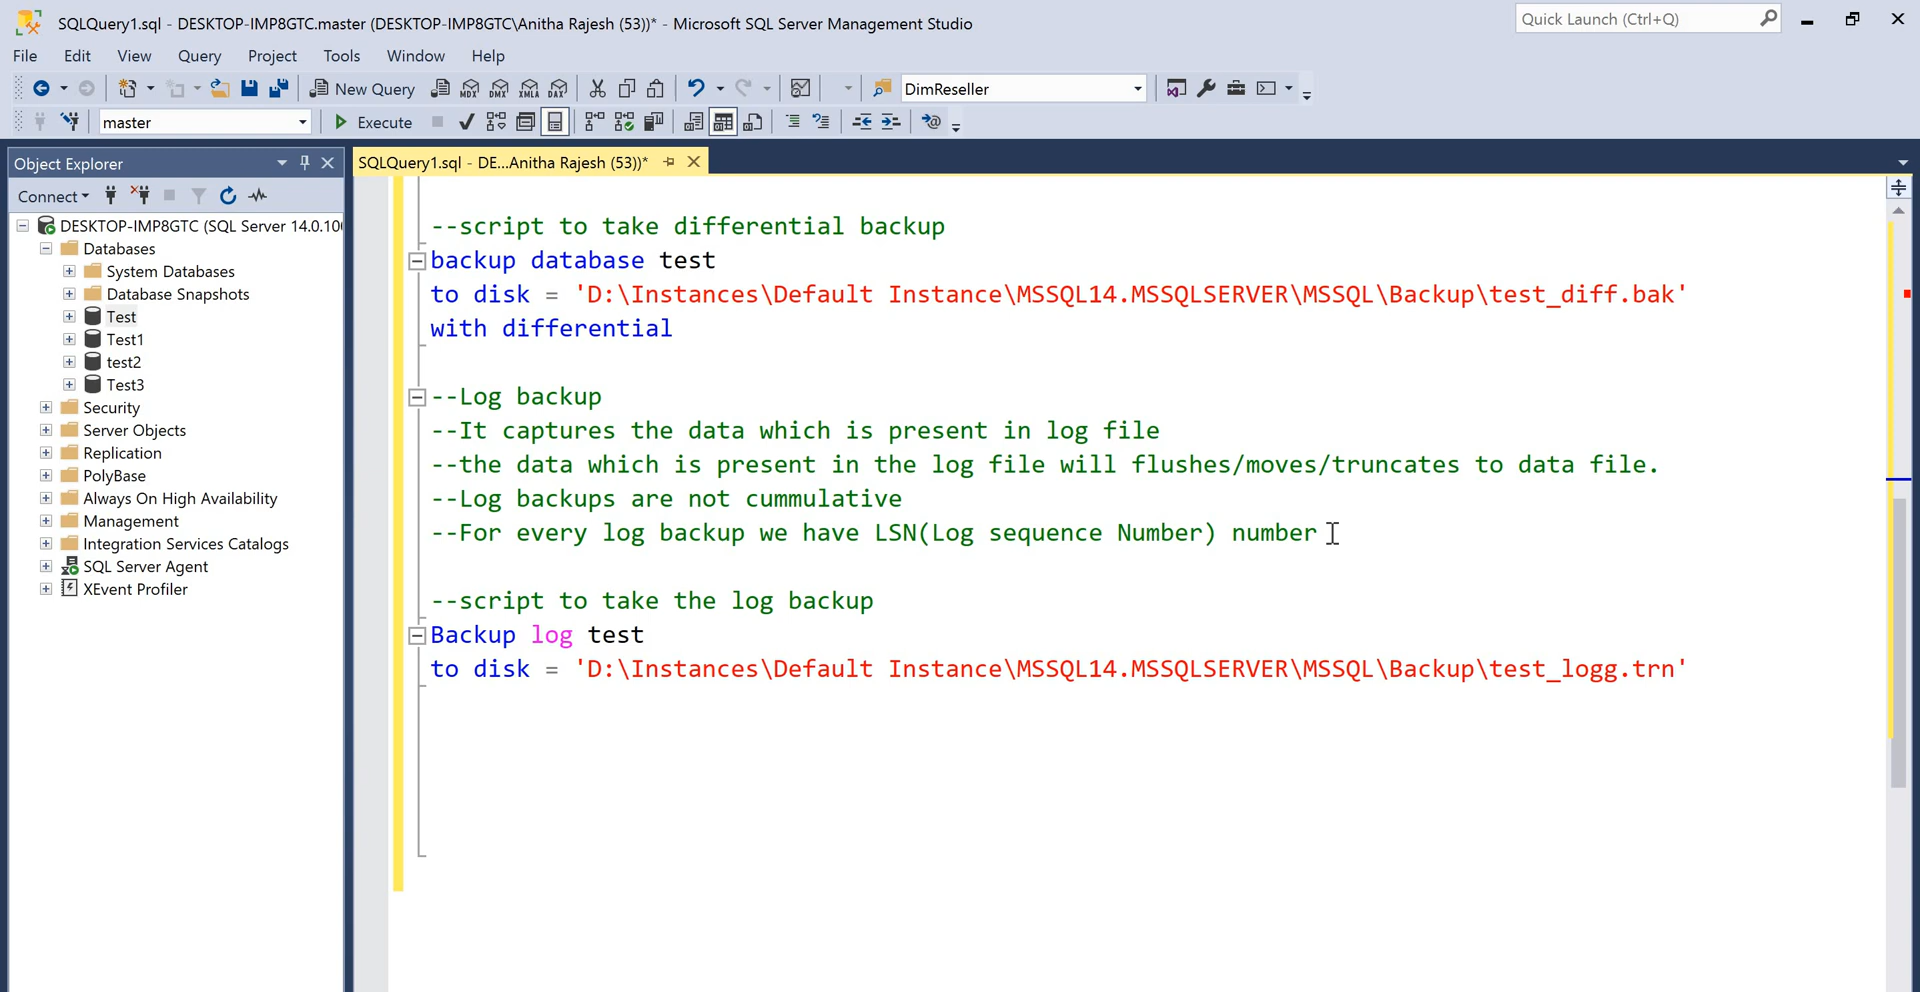 SQLQuery1.sql - DESKTOP-IMP8GTC.master (DESKTOP-IMP8GTC\Anitha Rajesh (53))* - Microsoft SQL Server Management Studio
Quick Launch (Ctrl+Q)
File Edit View Query Project Tools Window Help
New Query MDX DMX XMLA DAX DimReseller
master Execute
Object Explorer
SQLQuery1.sql - DE...Anitha Rajesh (53))*
Connect
DESKTOP-IMP8GTC (SQL Server 14.0.10
Databases
System Databases
Database Snapshots
Test
Test1
test2
Test3
Security
Server Objects
Replication
PolyBase
Always On High Availability
Management
Integration Services Catalogs
SQL Server Agent
XEvent Profiler
--script to take differential backup
backup database test
to disk = 'D:\Instances\Default Instance\MSSQL14.MSSQLSERVER\MSSQL\Backup\test_diff.bak'
with differential
--Log backup
--It captures the data which is present in log file
--the data which is present in the log file will flushes/moves/truncates to data file.
--Log backups are not cummulative
--For every log backup we have LSN(Log sequence Number) number
--script to take the log backup
Backup log test
to disk = 'D:\Instances\Default Instance\MSSQL14.MSSQLSERVER\MSSQL\Backup\test_logg.trn'